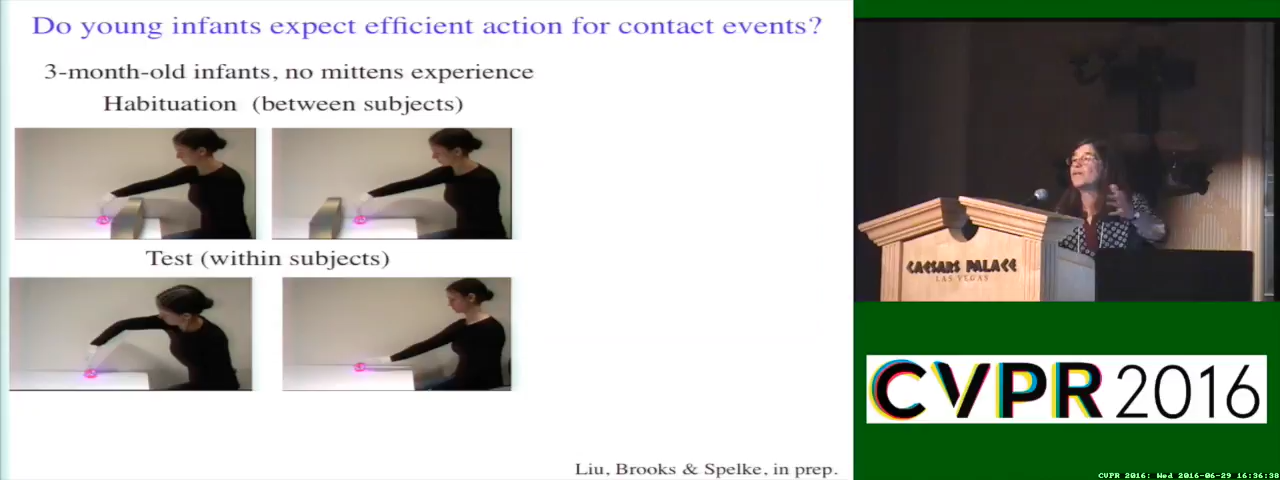 Do young infants expect efficient action for contact events?
3-month-old infants, no mittens experience
Habituation (between subjects)
Test (within subjects)
Liu, Brooks & Spelke, in prep.
CAESARS PALACE
LAS VEGAS
CVPR 2016
CVPR 2016: Wed 2016-06-29 16:36:38